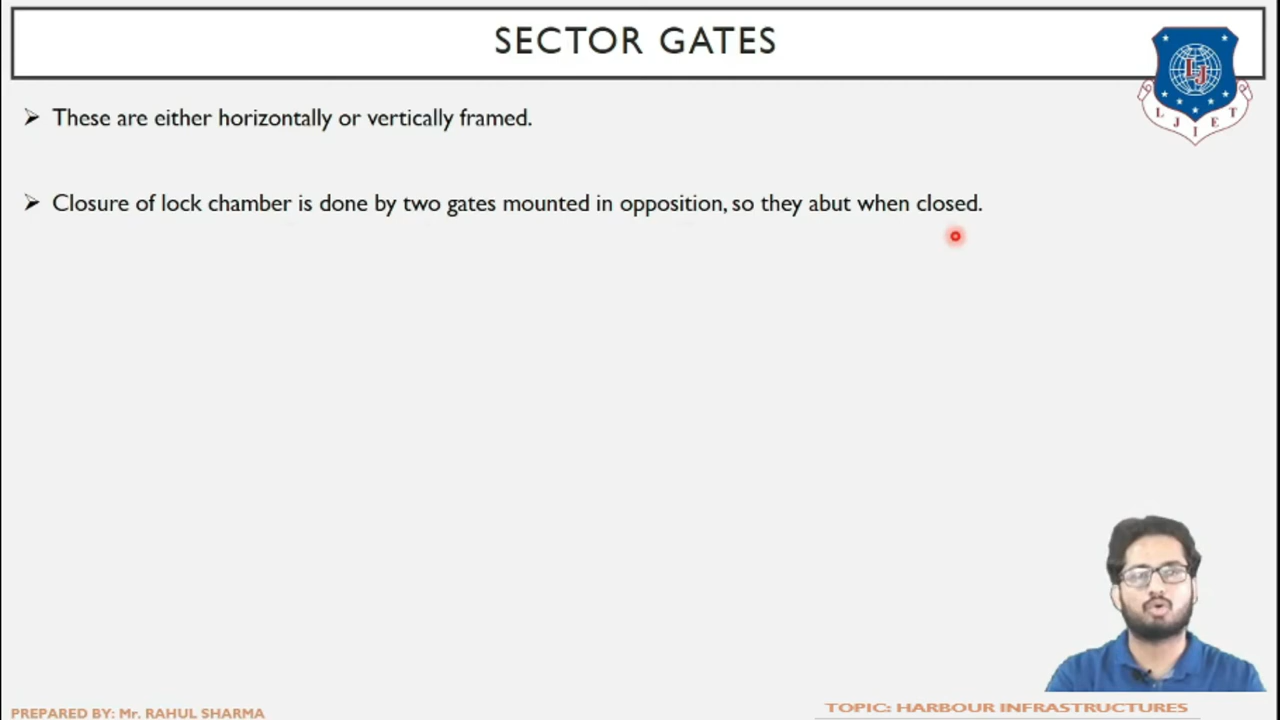 SECTOR GATES
These are either horizontally or vertically framed.
Closure of lock chamber is done by two gates mounted in opposition, so they abut when closed.
LJ
L J I E T
PREPARED BY: Mr. RAHUL SHARMA
TOPIC: HARBOUR INFRASTRUCTURES